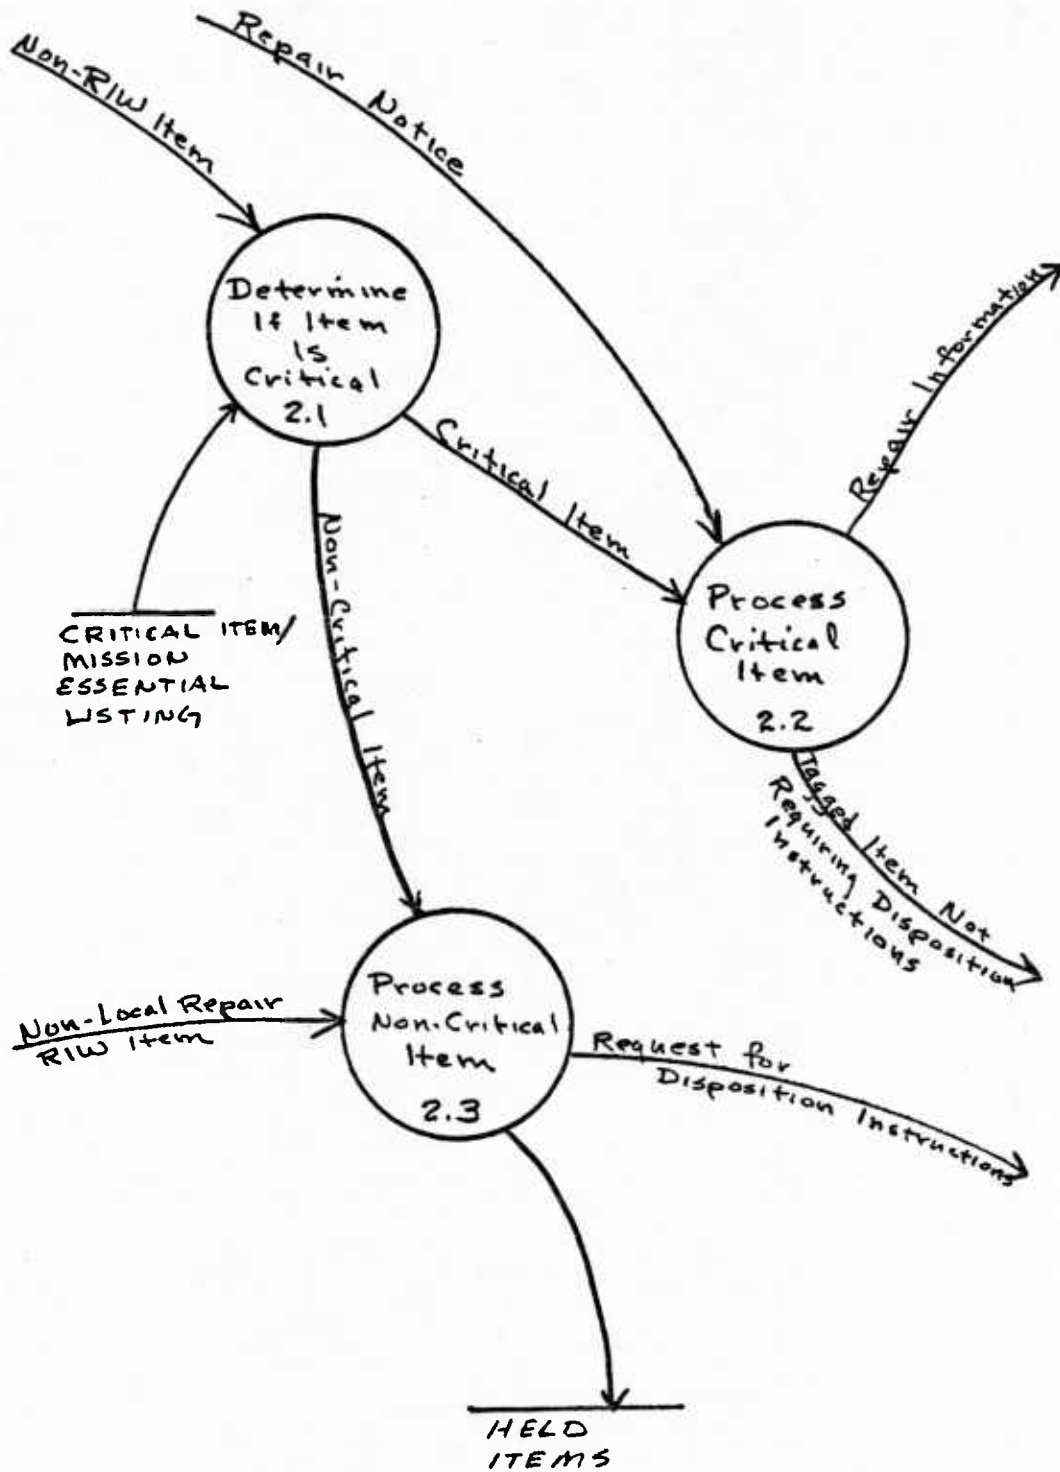 Repair Notice
Non-RIW Item
Determine
If Item
Is
Critical
2.1
Repair Information
Critical Item
Non-Critical Item
Process
Critical
Item
2.2
CRITICAL ITEM/
MISSION
ESSENTIAL
LISTING
Tagged Item Not
Requiring Disposition
Instructions
Process
Non-Critical
Item
2.3
Non-Local Repair
RIW Item
Request for
Disposition Instructions
HELD
ITEMS